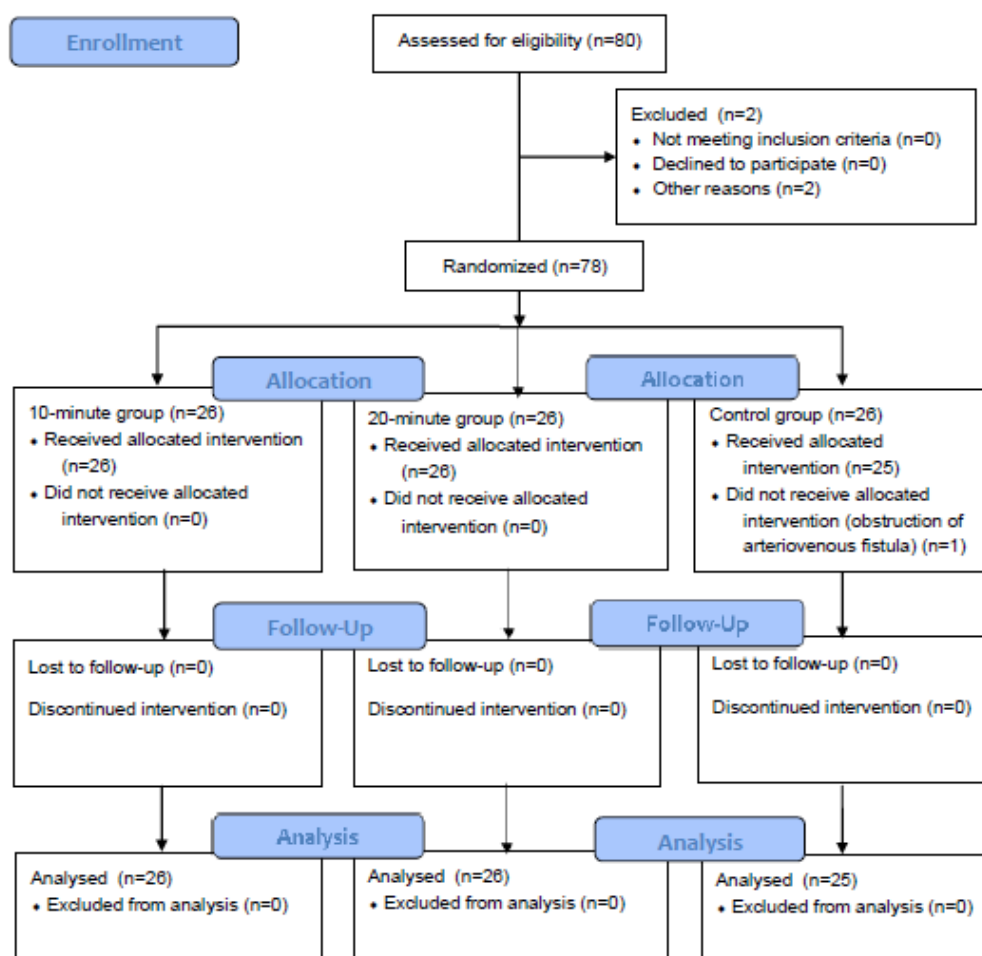 Enrollment
Assessed for eligibility (n=80)
Excluded (n=2)
• Not meeting inclusion criteria (n=0)
• Declined to participate (n=0)
• Other reasons (n=2)
Randomized (n=78)
Allocation
Allocation
10-minute group (n=26)
• Received allocated intervention
(n=26)
• Did not receive allocated
intervention (n=0)
20-minute group (n=26)
• Received allocated intervention
(n=26)
• Did not receive allocated
intervention (n=0)
Control group (n=26)
• Received allocated
intervention (n=25)
• Did not receive allocated
intervention (obstruction of
arteriovenous fistula) (n=1)
Follow-Up
Follow-Up
Lost to follow-up (n=0)
Discontinued intervention (n=0)
Lost to follow-up (n=0)
Discontinued intervention (n=0)
Lost to follow-up (n=0)
Discontinued intervention (n=0)
Analysis
Analysis
Analysed (n=26)
• Excluded from analysis (n=0)
Analysed (n=26)
• Excluded from analysis (n=0)
Analysed (n=25)
• Excluded from analysis (n=0)